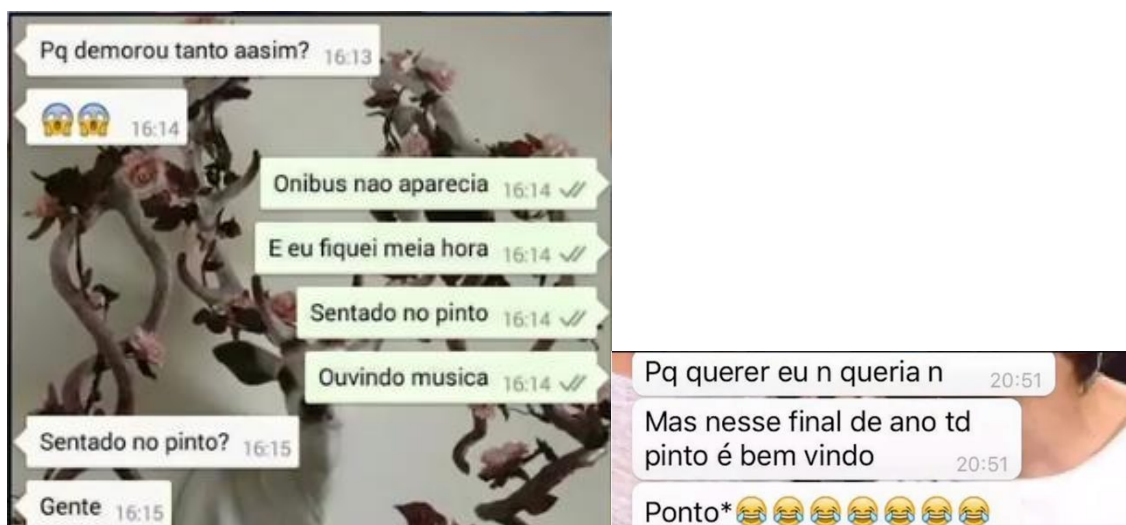 Pq demorou tanto aasim? 16:13
😱😱 16:14
Onibus nao aparecia 16:14
E eu fiquei meia hora 16:14
Sentado no pinto 16:14
Ouvindo musica 16:14
Sentado no pinto? 16:15
Gente 16:15
Pq querer eu n queria n 20:51
Mas nesse final de ano td
pinto é bem vindo 20:51
Ponto*😂😂😂😂😂😂😂